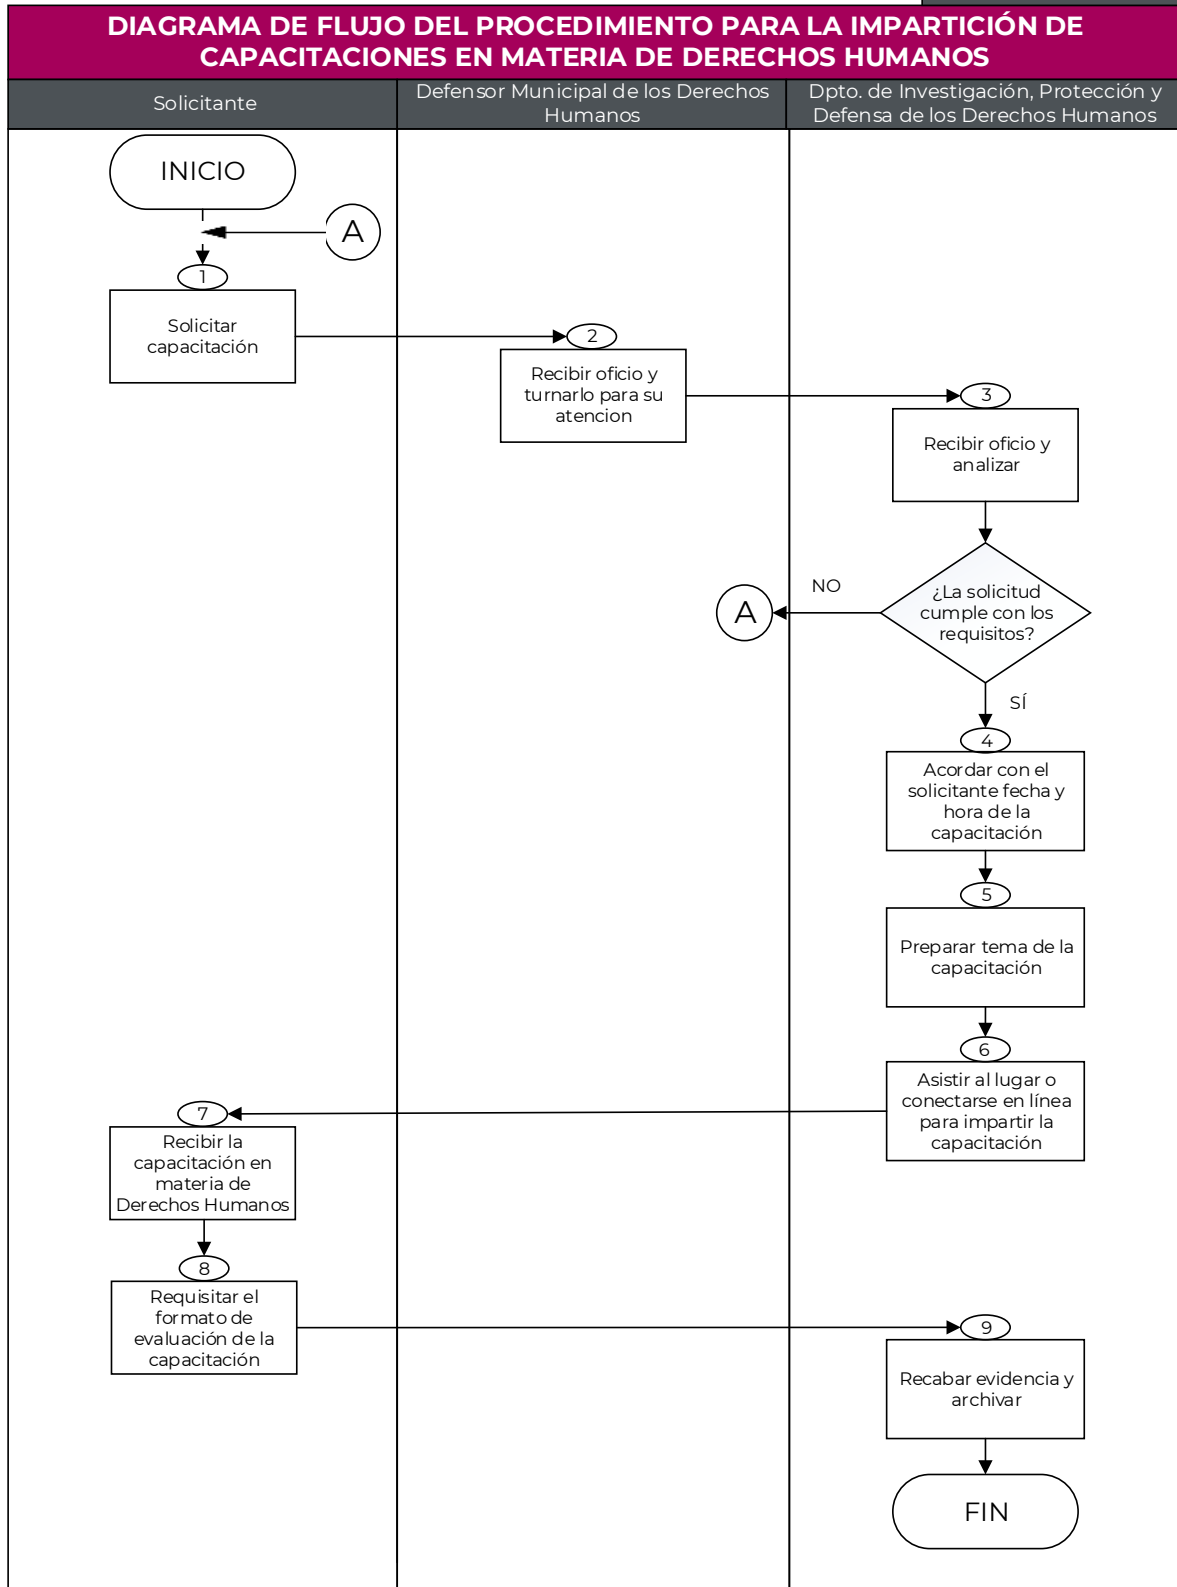 DIAGRAMA DE FLUJO DEL PROCEDIMIENTO PARA LA IMPARTICIÓN DE
CAPACITACIONES EN MATERIA DE DERECHOS HUMANOS
Solicitante
Defensor Municipal de los Derechos
Humanos
Dpto. de Investigación, Protección y
Defensa de los Derechos Humanos
INICIO
A
1
Solicitar
capacitación
2
Recibir oficio y
turnarlo para su
atencion
3
Recibir oficio y
analizar
¿La solicitud
cumple con los
requisitos?
NO
A
SÍ
4
Acordar con el
solicitante fecha y
hora de la
capacitación
5
Preparar tema de la
capacitación
6
Asistir al lugar o
conectarse en línea
para impartir la
capacitación
7
Recibir la
capacitación en
materia de
Derechos Humanos
8
Requisitar el
formato de
evaluación de la
capacitación
9
Recabar evidencia y
archivar
FIN